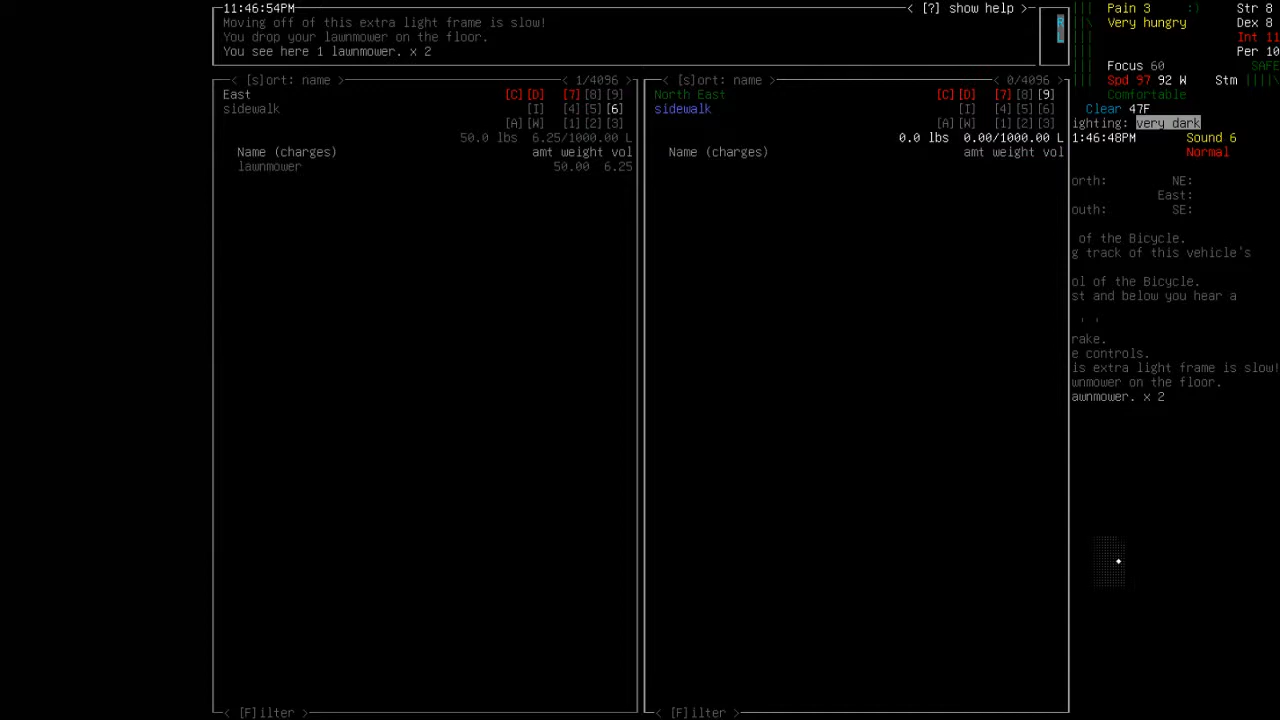 11:46:54PM < [?] show help >
Moving off of this extra light frame is slow!
You drop your lawnmower on the floor.
You see here 1 lawnmower. x 2
R
L
< [s]ort: name > < 1/4096 >
East [C] [D] [7] [8] [9]
sidewalk [I] [4] [5] [6]
[A] [W] [1] [2] [3]
50.0 lbs 6.25/1000.00 L
Name (charges) amt weight vol
lawnmower 50.00 6.25
< [F]ilter >
< [s]ort: name > < 0/4096 >
North East [C] [D] [7] [8] [9]
sidewalk [I] [4] [5] [6]
[A] [W] [1] [2] [3]
0.0 lbs 0.00/1000.00 L
Name (charges) amt weight vol
< [F]ilter >
||| Pain 3 :) Str 8
||\ Very hungry Dex 8
||| Int 11
||| Per 10
||| Focus 60 SAFE
||| Spd 97 92 W Stm ||||\
Comfortable
Clear 47F
ighting: very dark
1:46:48PM Sound 6
Normal
orth: NE:
East:
outh: SE:
of the Bicycle.
g track of this vehicle's
ol of the Bicycle.
st and below you hear a
' '
rake.
e controls.
is extra light frame is slow!
wnmower on the floor.
awnmower. x 2